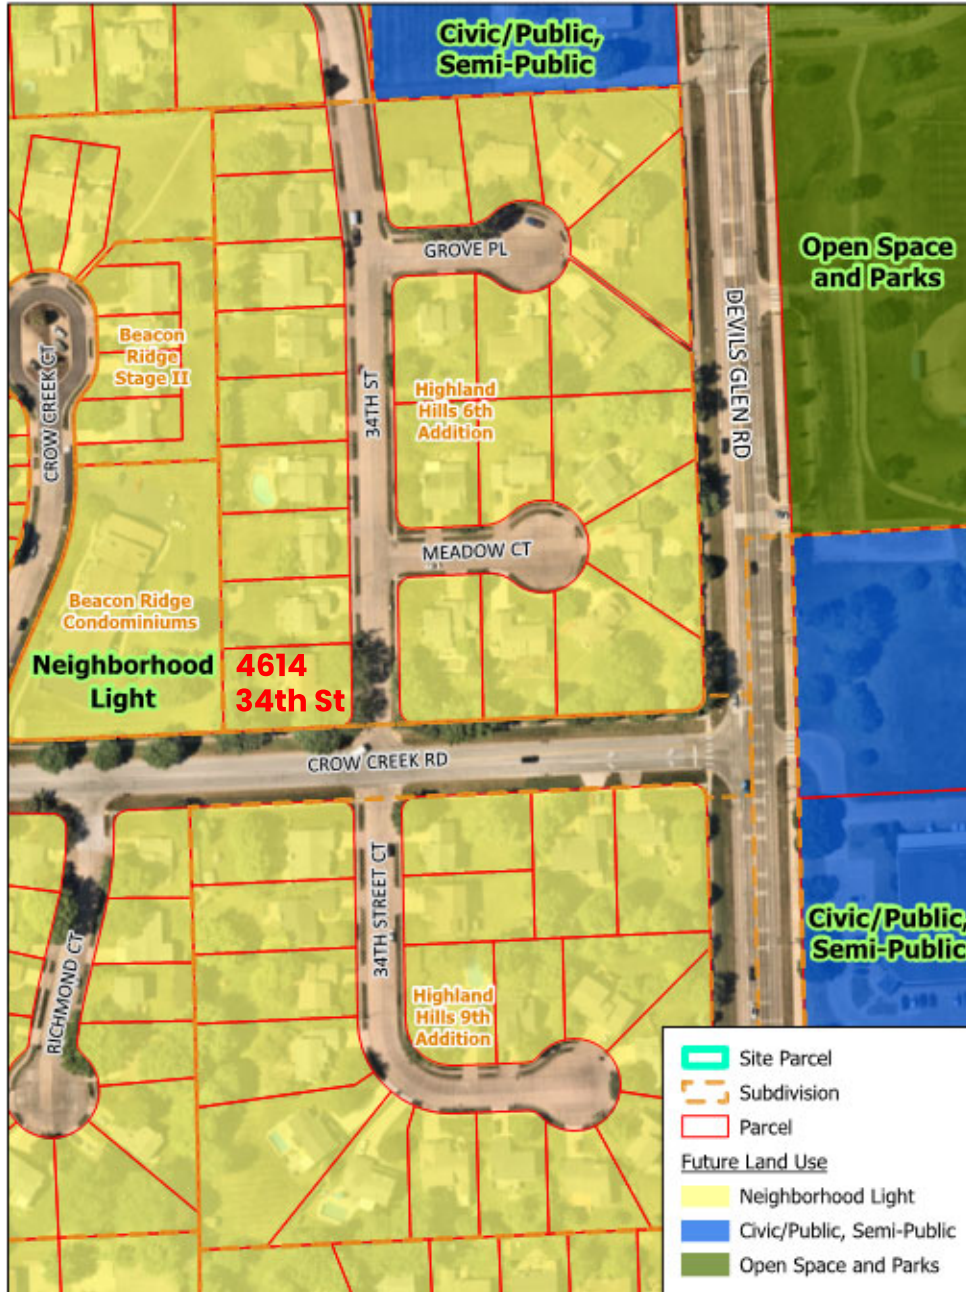 Civic/Public,
Semi-Public
GROVE PL
Open Space
and Parks
DEVILS GLEN RD
Beacon
Ridge
Stage II
CROW CREEK CT
34TH ST
Highland
Hills 6th
Addition
MEADOW CT
Beacon Ridge
Condominiums
Neighborhood
Light
4614
34th St
CROW CREEK RD
34TH STREET CT
Civic/Public,
Semi-Public
RICHMOND CT
Highland
Hills 9th
Addition
Site Parcel
Subdivision
Parcel
Future Land Use
Neighborhood Light
Civic/Public, Semi-Public
Open Space and Parks